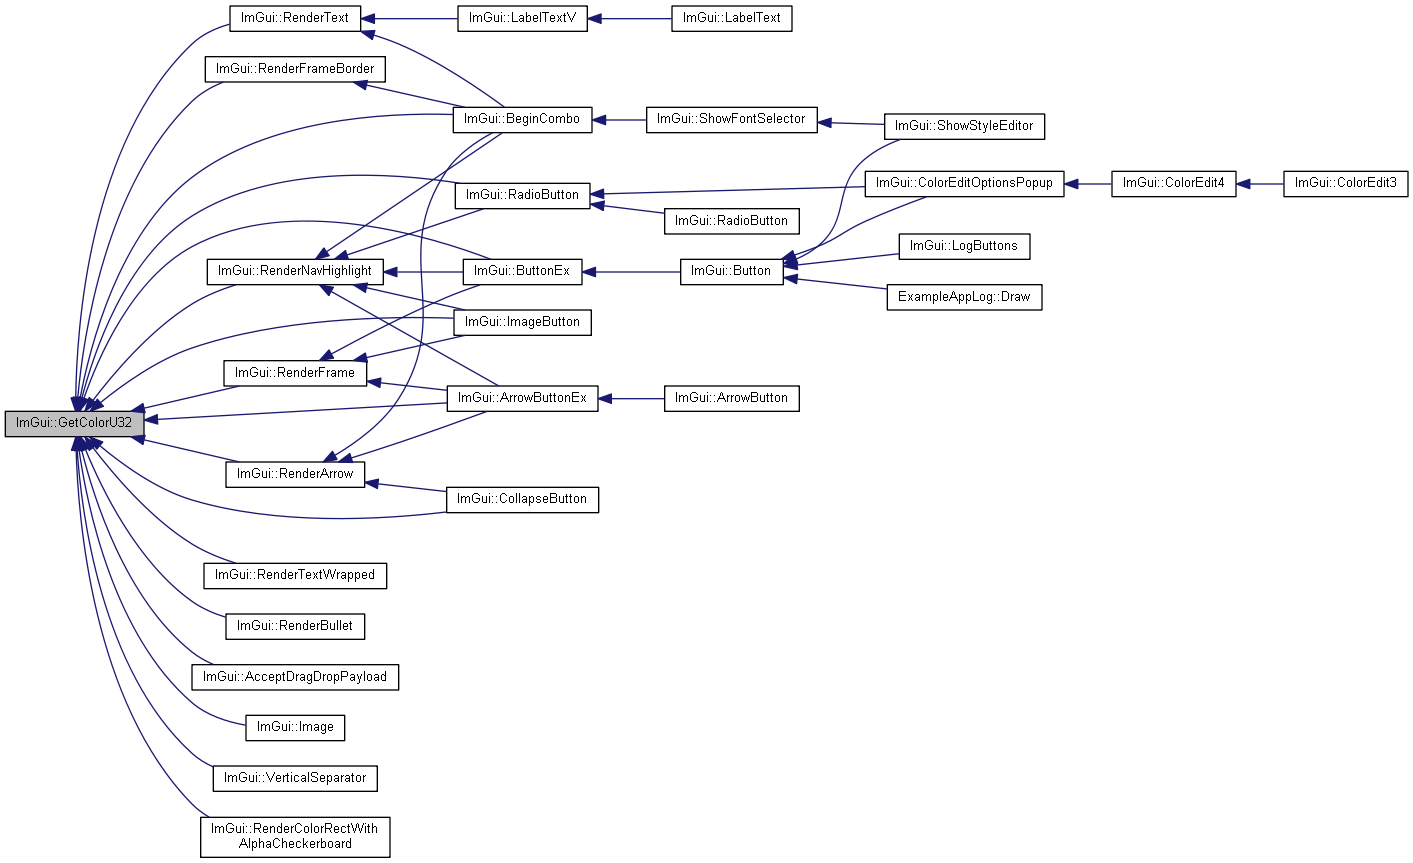 ImGui::GetColorU32
ImGui::RenderText
ImGui::LabelTextV
ImGui::LabelText
ImGui::RenderFrameBorder
ImGui::BeginCombo
ImGui::ShowFontSelector
ImGui::ShowStyleEditor
ImGui::RadioButton
ImGui::ColorEditOptionsPopup
ImGui::ColorEdit4
ImGui::ColorEdit3
ImGui::RadioButton
ImGui::LogButtons
ImGui::RenderNavHighlight
ImGui::ButtonEx
ImGui::Button
ExampleAppLog::Draw
ImGui::ImageButton
ImGui::RenderFrame
ImGui::ArrowButtonEx
ImGui::ArrowButton
ImGui::RenderArrow
ImGui::CollapseButton
ImGui::RenderTextWrapped
ImGui::RenderBullet
ImGui::AcceptDragDropPayload
ImGui::Image
ImGui::VerticalSeparator
ImGui::RenderColorRectWith
AlphaCheckerboard